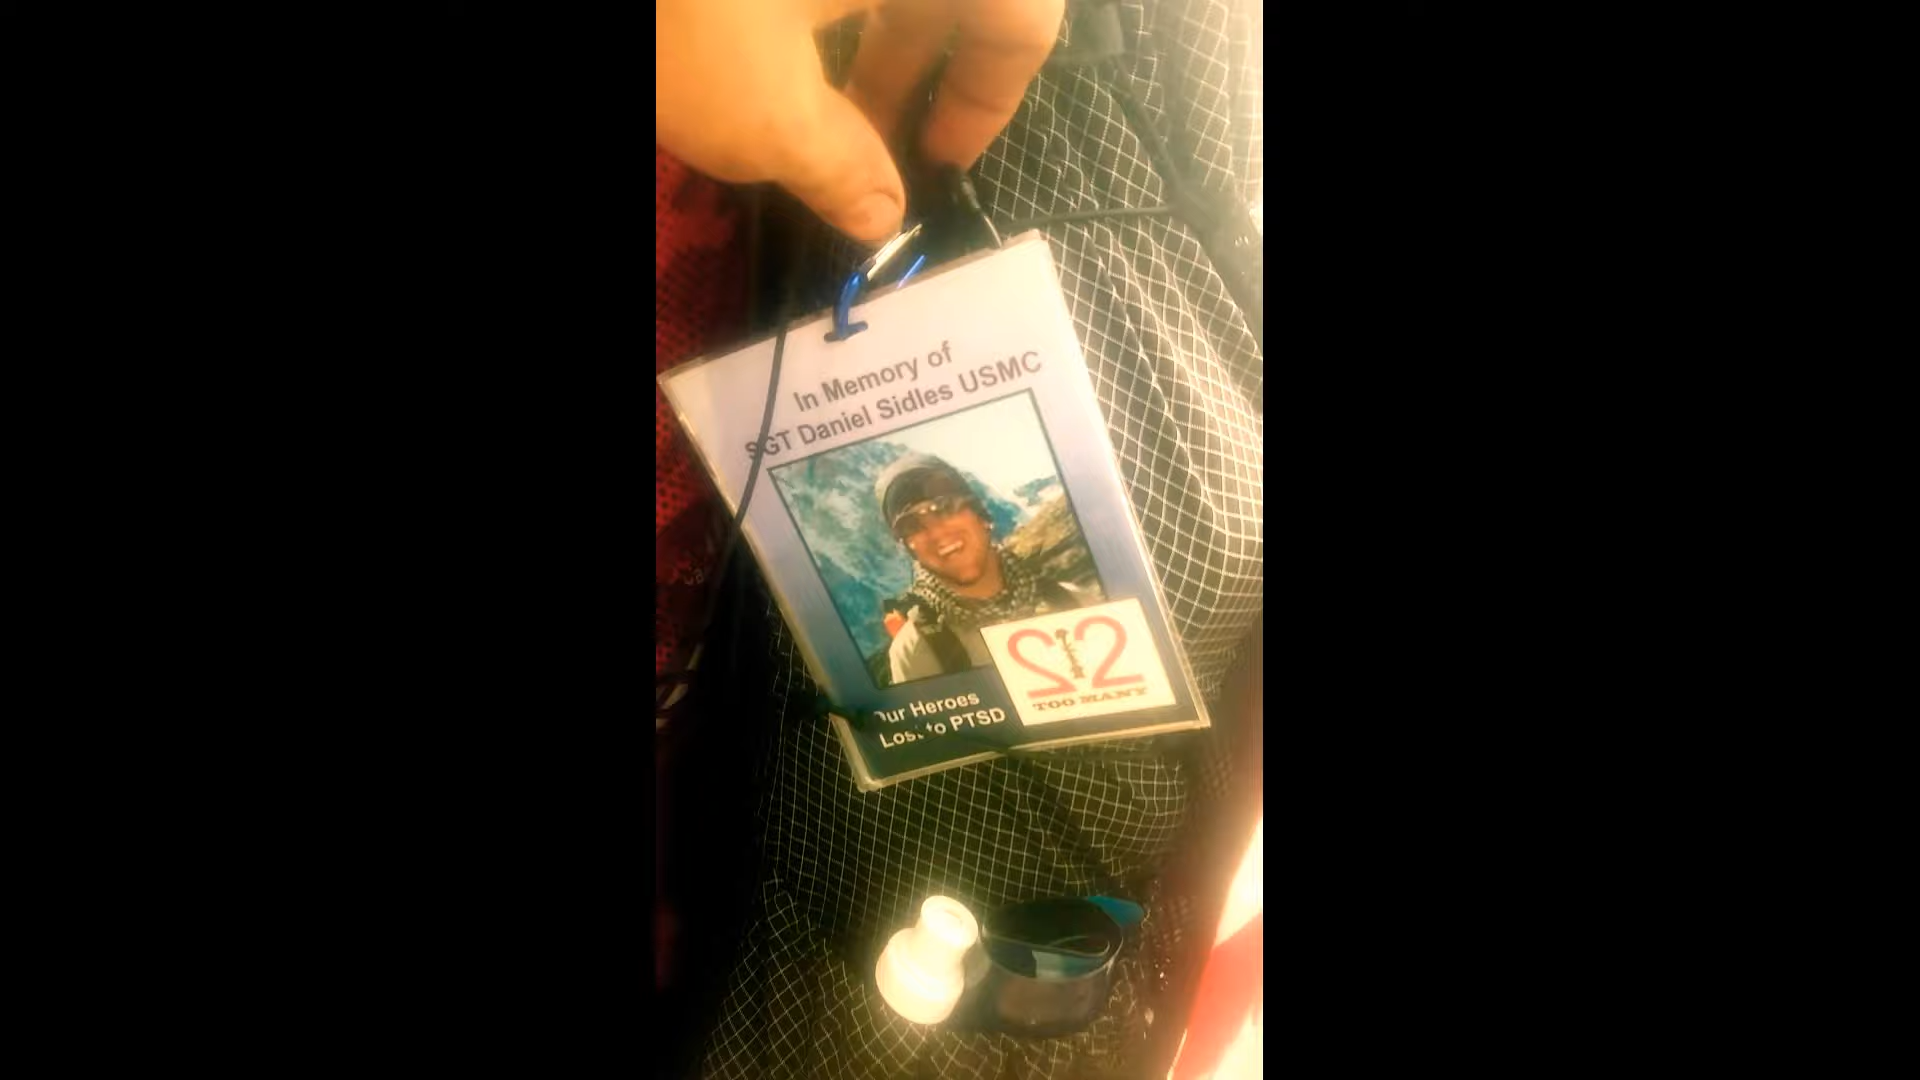 In Memory of
SGT Daniel Sidles USMC
22
TOO MANY
Our Heroes
Lost to PTSD